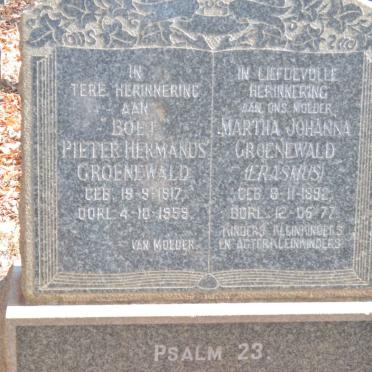 IN
TERE HERINNERING
AAN
BOET
PIETER HERMANUS
GROENEWALD
GEB. 19-9-1917.
OORL. 4-10-1959.
VAN MOEDER.
IN LIEFDEVOLLE
HERINNERING
AAN ONS MOEDER
MARTHA JOHANNA
GROENEWALD
(ERASMUS)
GEB. 8-11-1892.
OORL. 12-06-77.
KINDERS KLEINKINDERS
EN AGTERKLEINKINDERS.
PSALM 23.